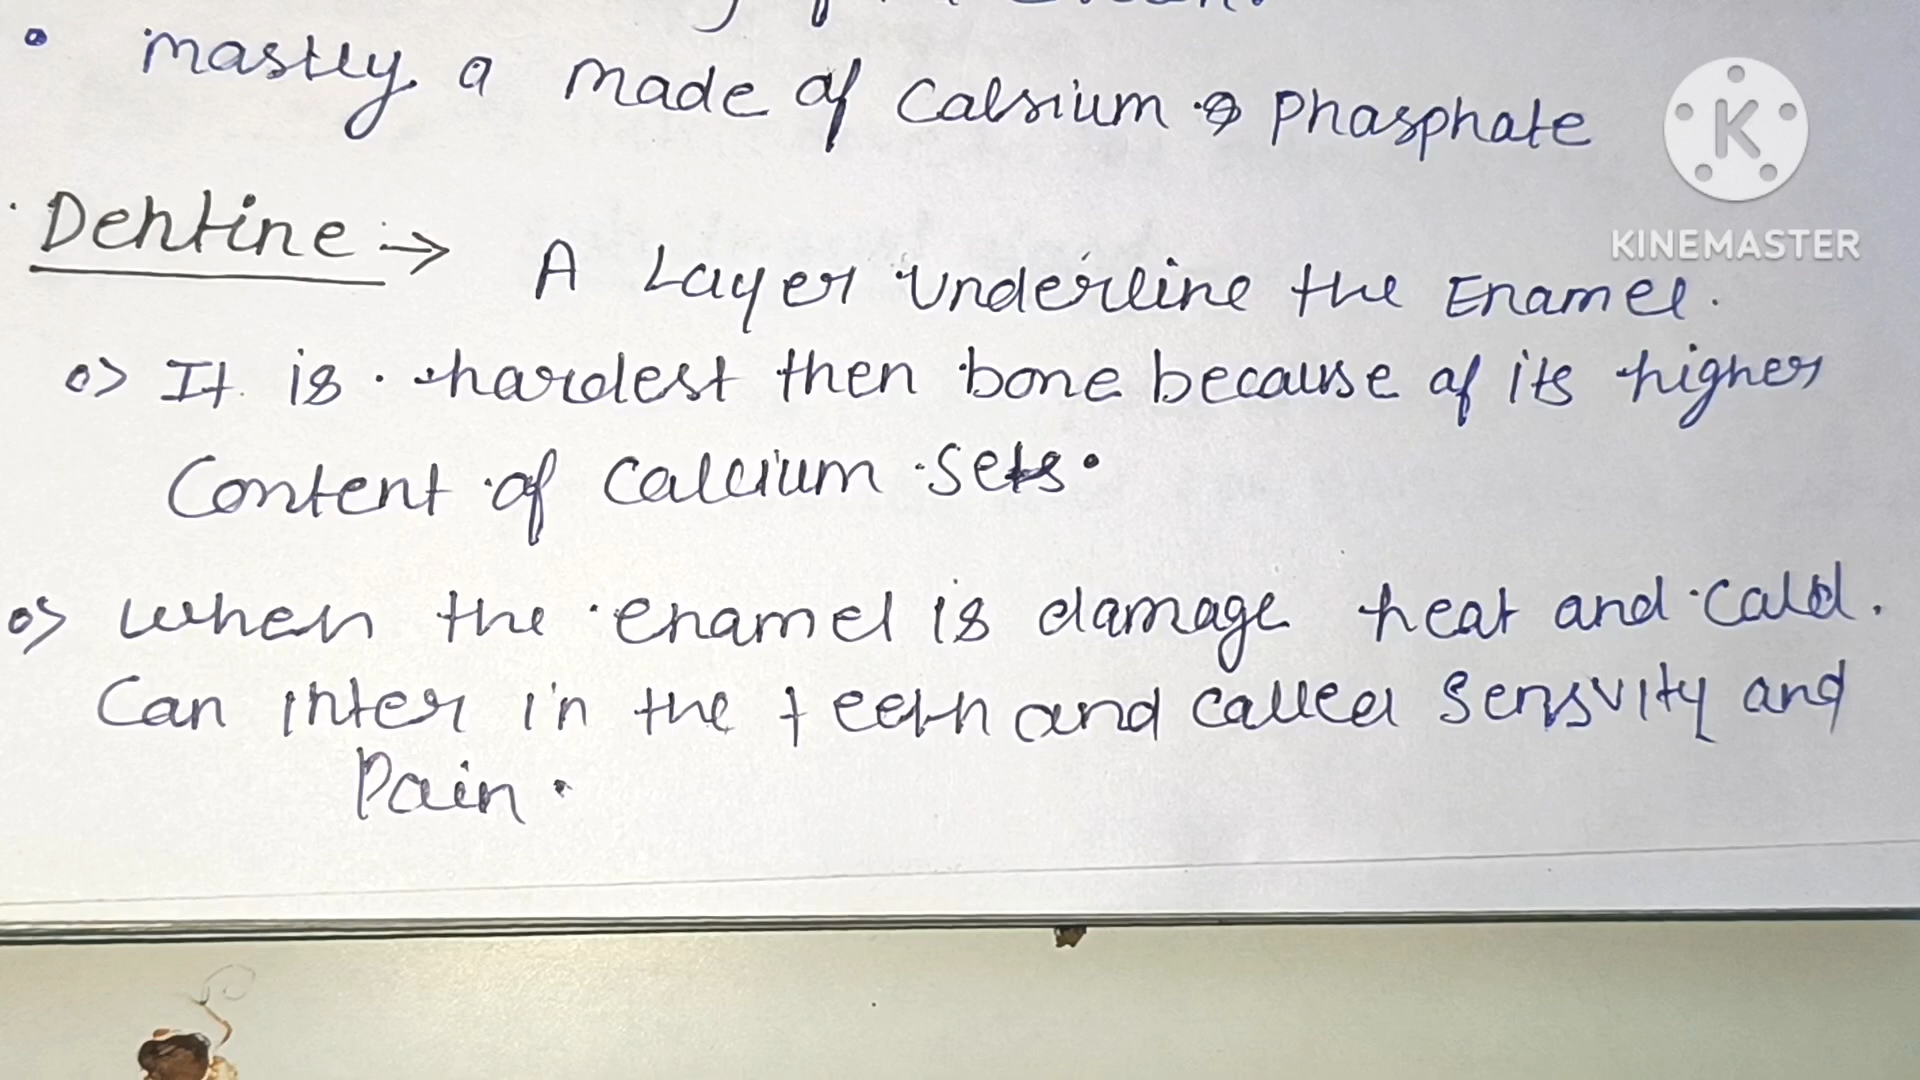 • mastly a made of Calsium & Phasphate
K
KINEMASTER
Dentine → A Layer Underline the Enamel.
It is hardest then bone because of its higher
Content of Calcium Sets.
When the enamel is damage heat and cald.
Can inter in the teeth and called Sensvity and
Pain.